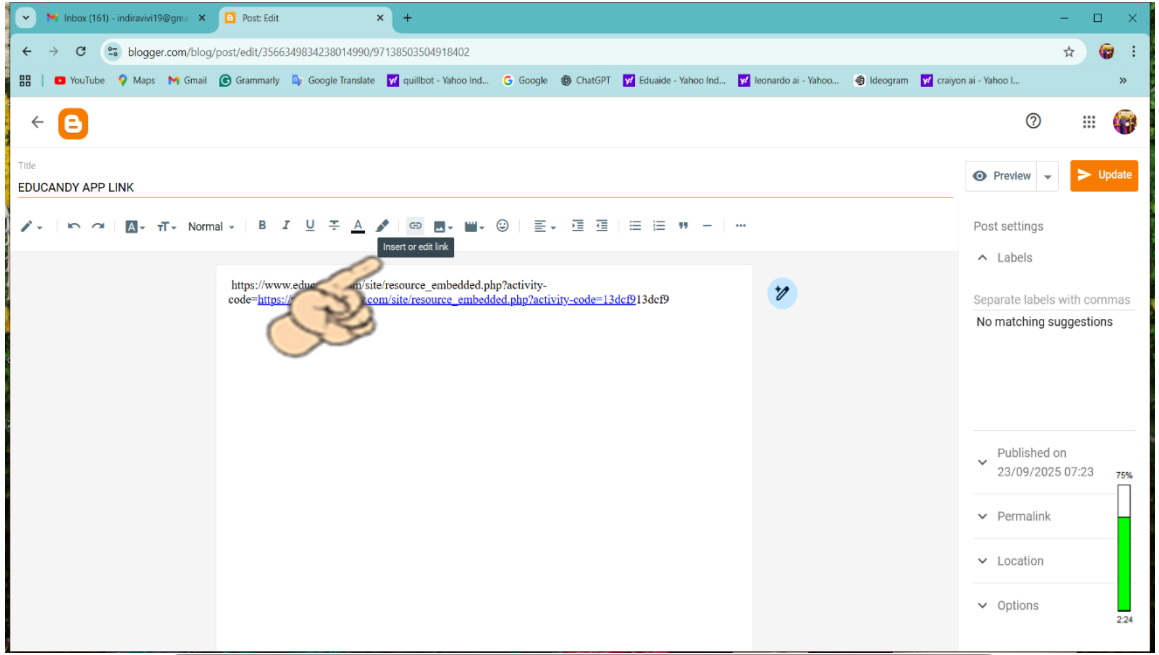 Inbox (161) - indiravivi19@gma
Post: Edit
blogger.com/blog/post/edit/3566349834238014990/97138503504918402
YouTube Maps Gmail Grammarly Google Translate quillbot - Yahoo Ind... Google ChatGPT Eduaide - Yahoo Ind... leonardo ai - Yahoo... Ideogram craiyon ai - Yahoo I...
Title
EDUCANDY APP LINK
Preview
Update
Normal
B I U A
Insert or edit link
https://www.educ m/site/resource_embedded.php?activity-
code=https:// .com/site/resource_embedded.php?activity-code=13dcf913dcf9
Post settings
Labels
Separate labels with commas
No matching suggestions
Published on
23/09/2025 07:23
75%
Permalink
Location
Options
2:24